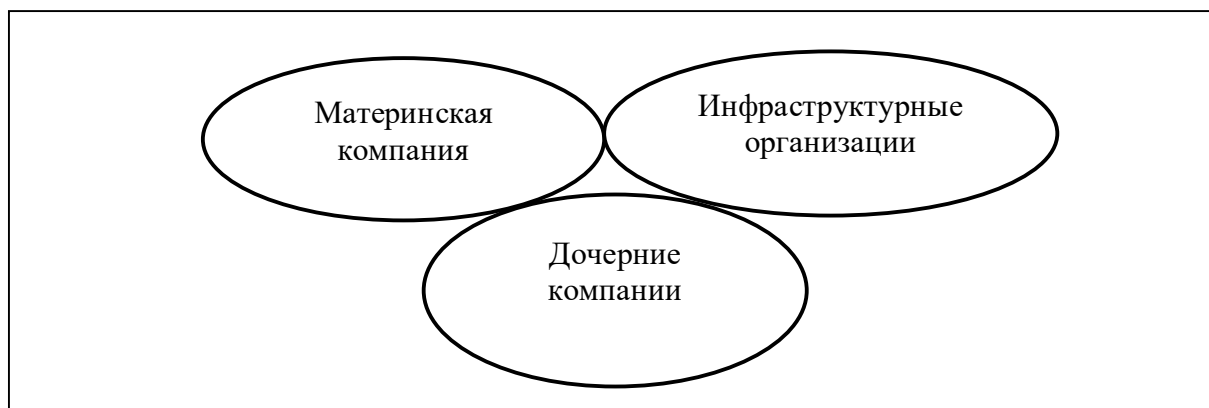 Материнская
компания
Инфраструктурные
организации
Дочерние
компании